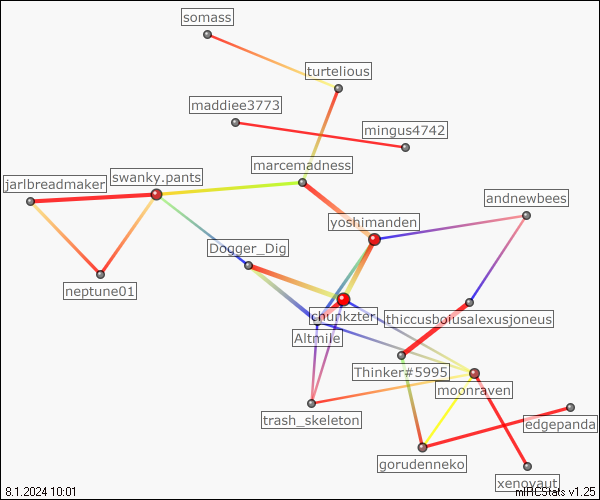 somass
turtelious
maddiee3773
mingus4742
marcemadness
swanky.pants
jarlbreadmaker
andnewbees
yoshimanden
Dogger_Dig
neptune01
chunkzter
thiccusbolusalexusjoneus
Altmile
Thinker#5995
moonraven
trash_skeleton
edgepanda
gorudenneko
xenovaut
8.1.2024 10:01
mIRCStats v1.25